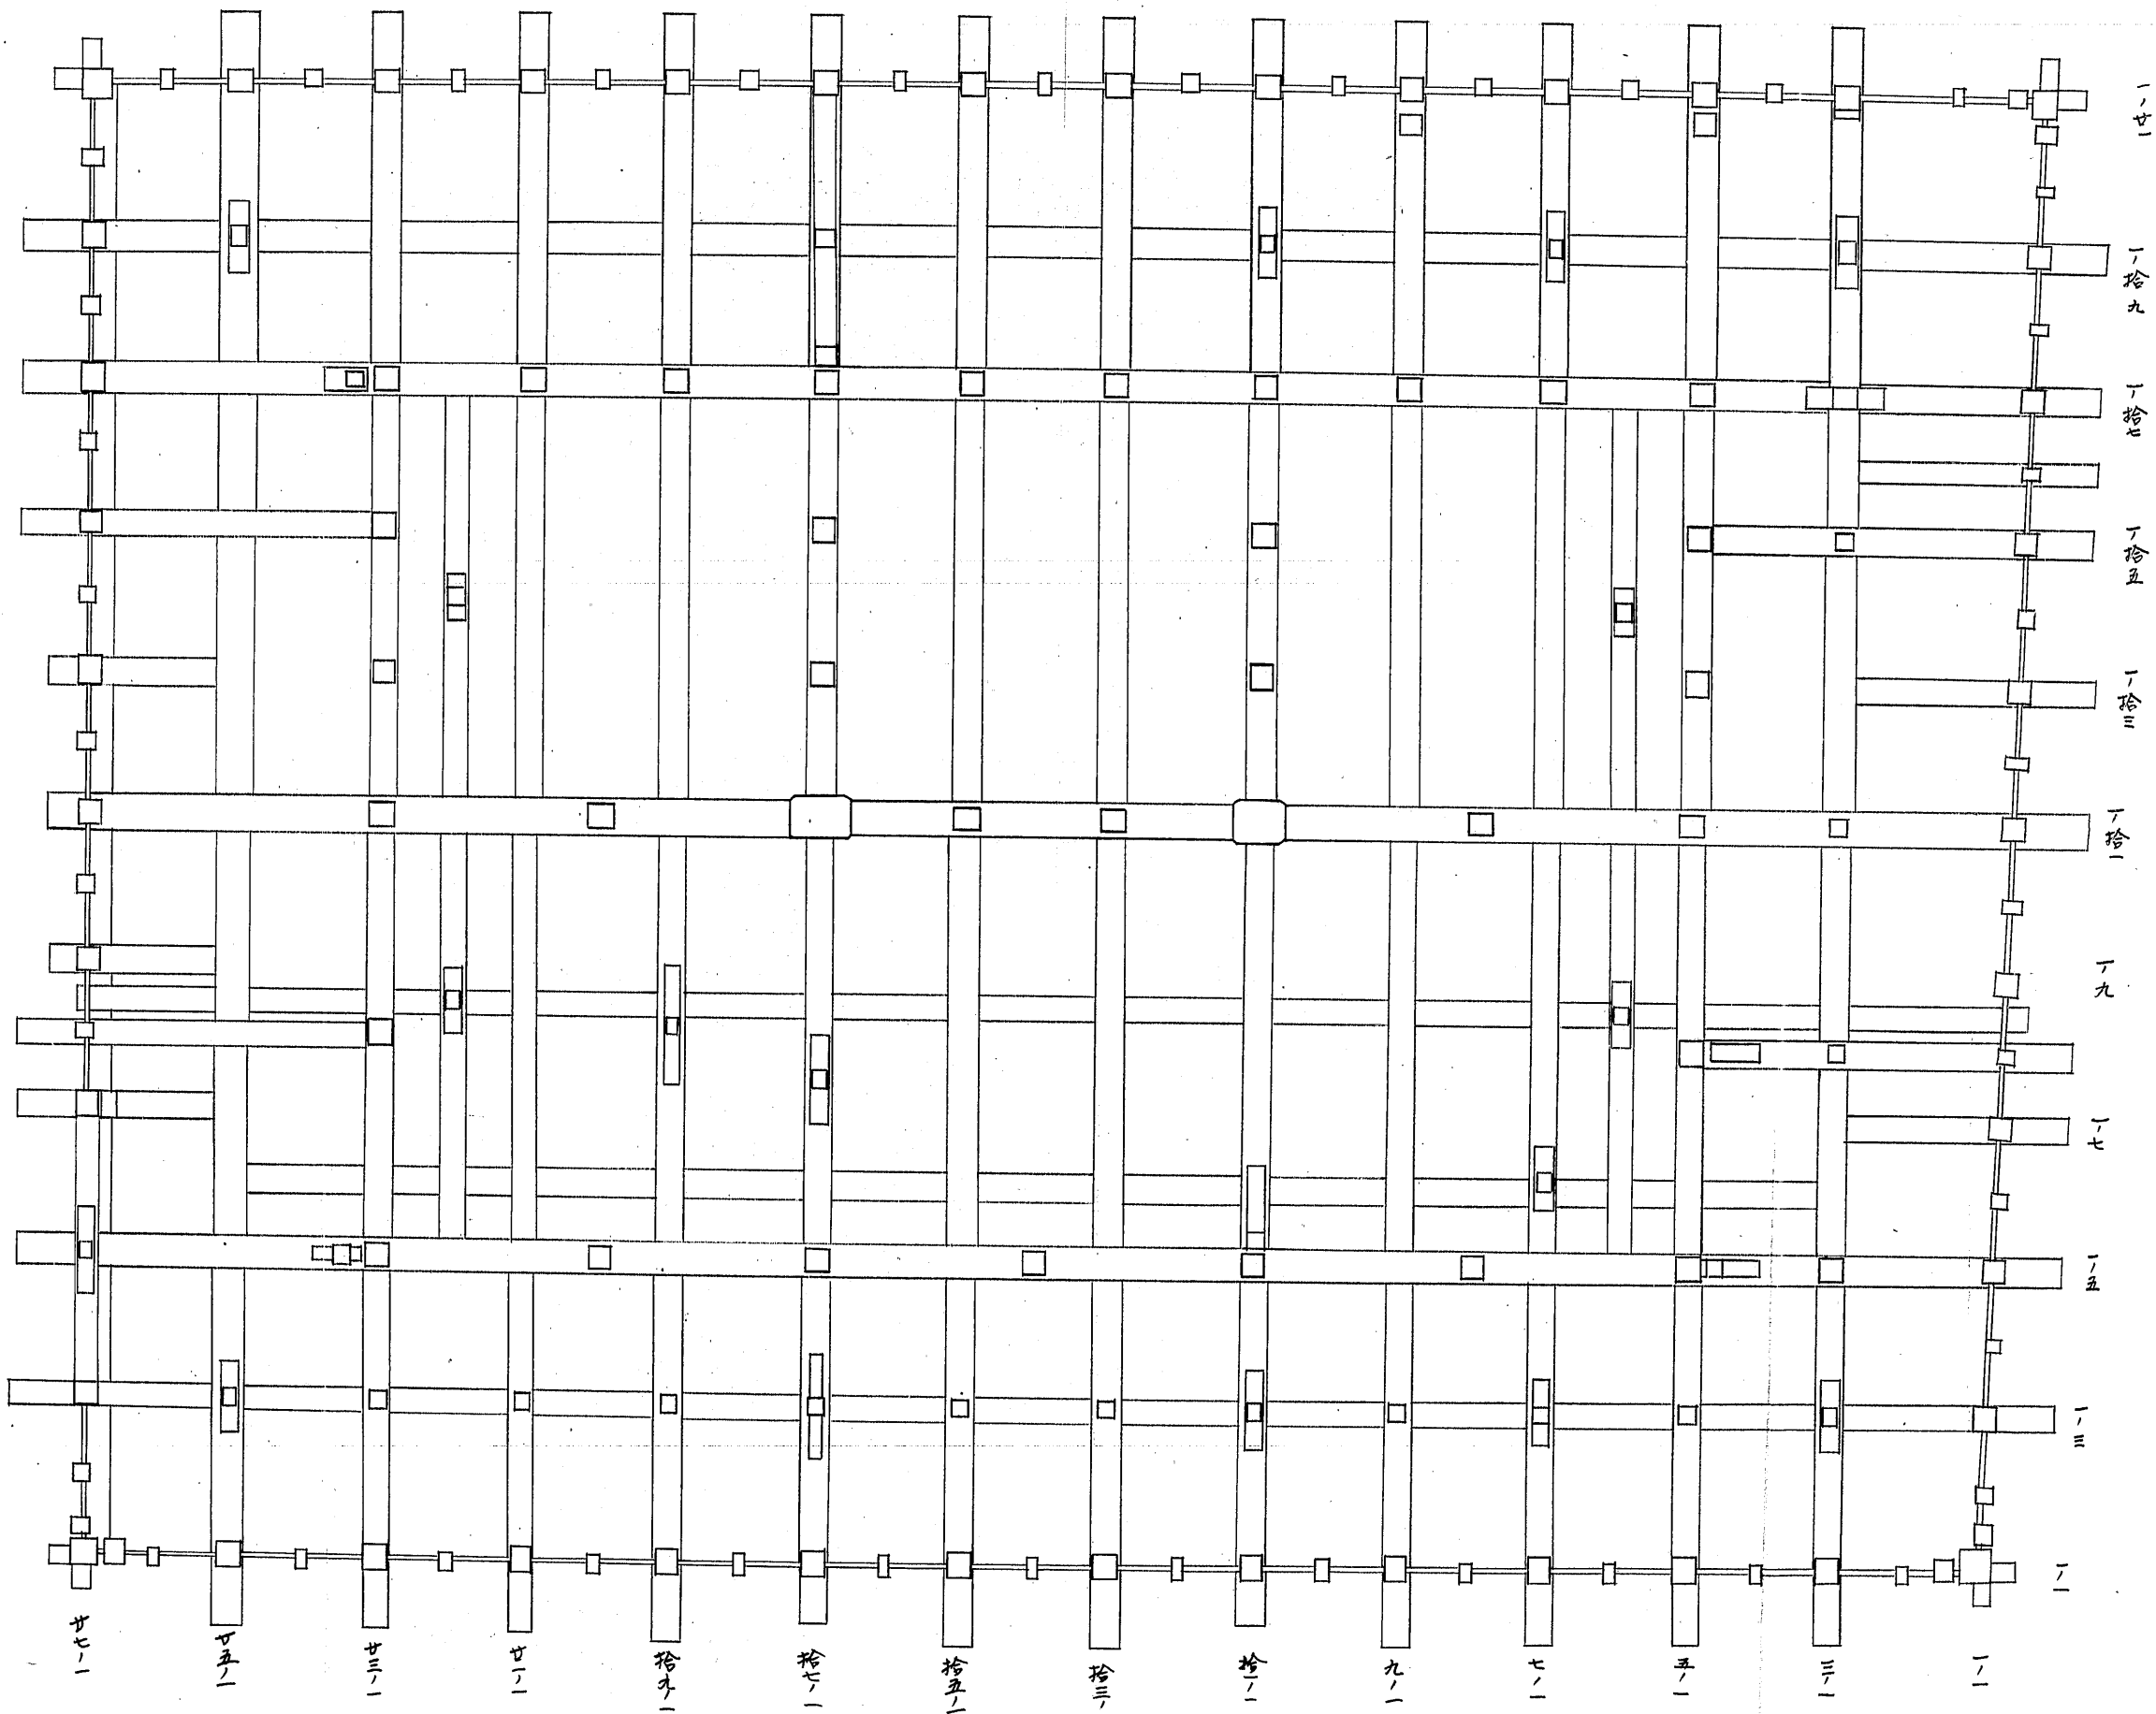 一ノ廿一
一ノ拾九
一ノ拾七
一ノ拾五
一ノ拾三
一ノ拾一
一ノ九
一ノ七
一ノ五
一ノ三
一ノ一
廿七ノ一
廿五ノ一
廿三ノ一
廿一ノ一
拾九ノ一
拾七ノ一
拾五ノ一
拾三ノ
拾一ノ一
九ノ一
七ノ一
五ノ一
三ノ一
一ノ一